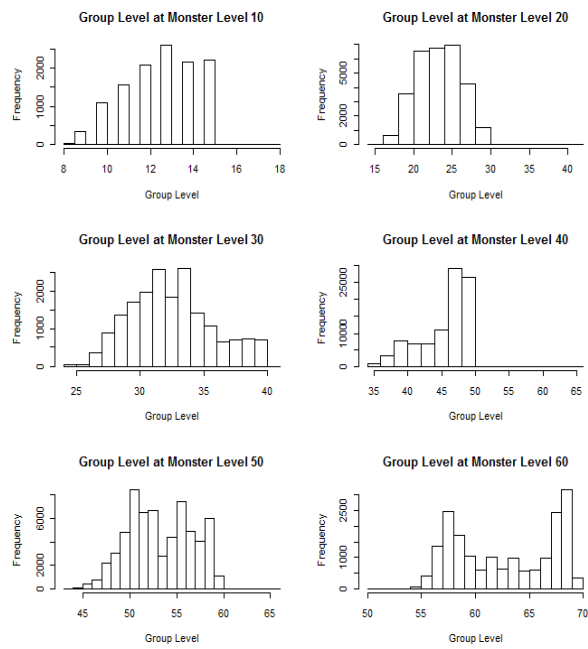 Group Level at Monster Level 10
Frequency
0 1000 2000
8 10 12 14 16 18
Group Level
Group Level at Monster Level 20
Frequency
0 2000 5000
15 20 25 30 35 40
Group Level
Group Level at Monster Level 30
Frequency
0 1000 2000
25 30 35 40
Group Level
Group Level at Monster Level 40
Frequency
0 10000 25000
35 40 45 50 55 60 65
Group Level
Group Level at Monster Level 50
Frequency
0 2000 6000
45 50 55 60 65
Group Level
Group Level at Monster Level 60
Frequency
0 1000 2500
50 55 60 65 70
Group Level